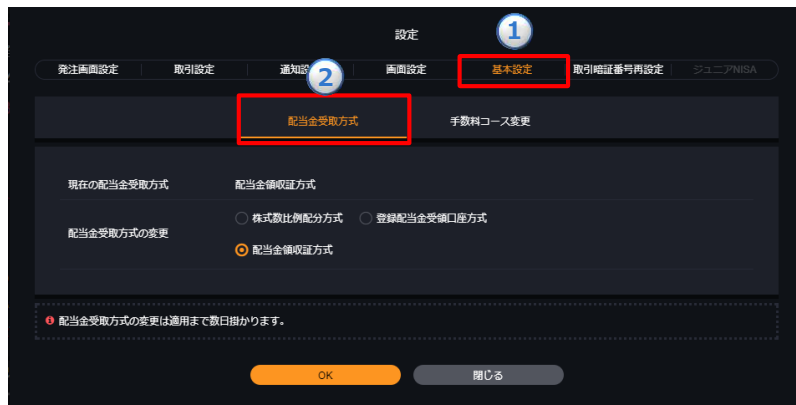 設定
1
発注画面設定 取引設定 通知設 画面設定 基本設定 取引暗証番号再設定 ジュニアNISA
2
配当金受取方式 手数料コース変更
現在の配当金受取方式 配当金領収証方式
配当金受取方式の変更
株式数比例配分方式 登録配当金受領口座方式
配当金領収証方式
配当金受取方式の変更は適用まで数日掛かります。
OK 閉じる